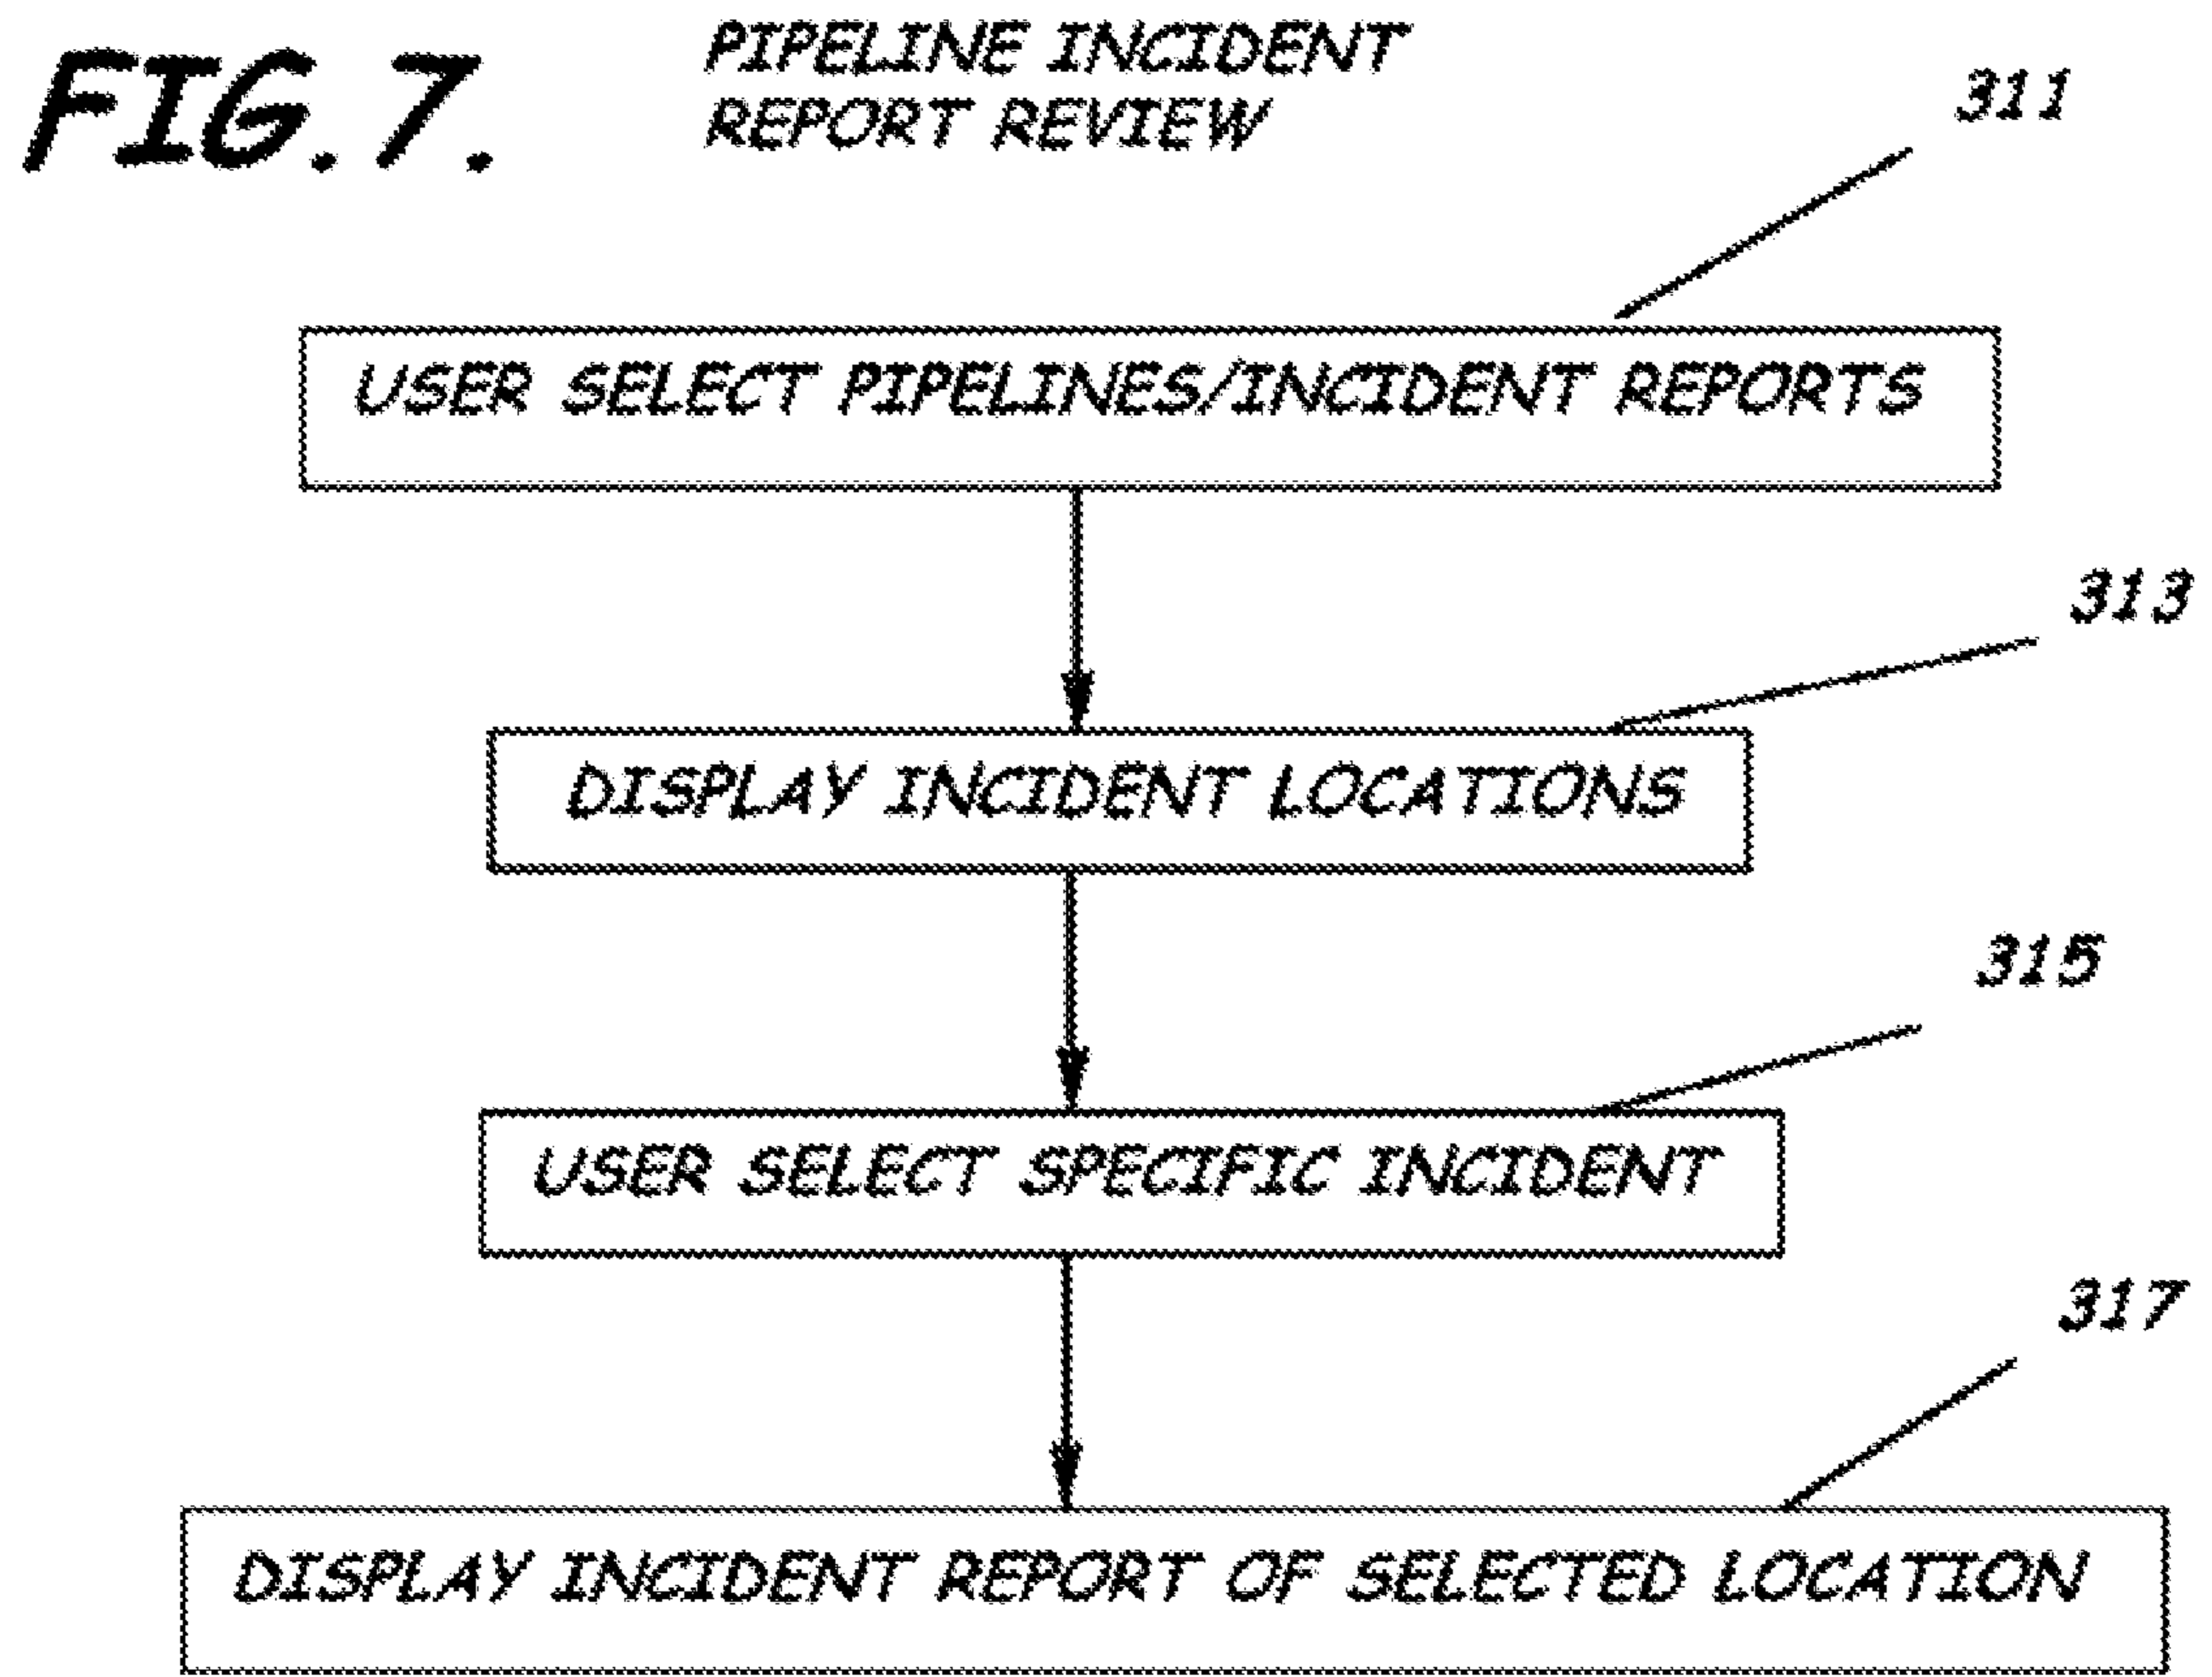 FIG. 7.
PIPELINE INCIDENT
REPORT REVIEW
311
USER SELECT PIPELINES/INCIDENT REPORTS
313
DISPLAY INCIDENT LOCATIONS
315
USER SELECT SPECIFIC INCIDENT
317
DISPLAY INCIDENT REPORT OF SELECTED LOCATION